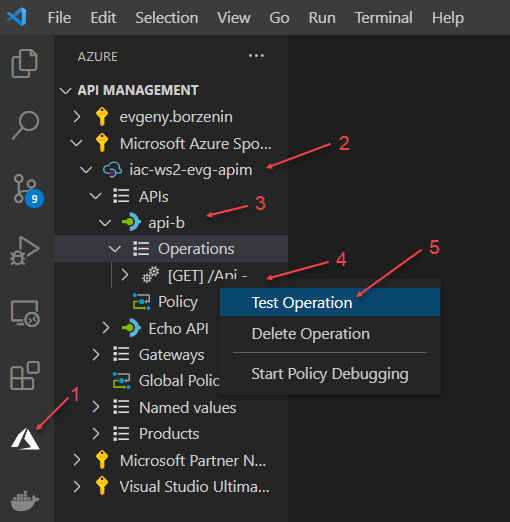 File Edit Selection View Go Run Terminal Help
AZURE ...
API MANAGEMENT
evgeny.borzenin
Microsoft Azure Spo...
2
iac-ws2-evg-apim
APIs
3
api-b
9
Operations
4
5
[GET] /Api -
Test Operation
Policy
Echo API
Delete Operation
Gateways
Start Policy Debugging
Global Polic
1
Named values
Products
Microsoft Partner N...
Visual Studio Ultima...